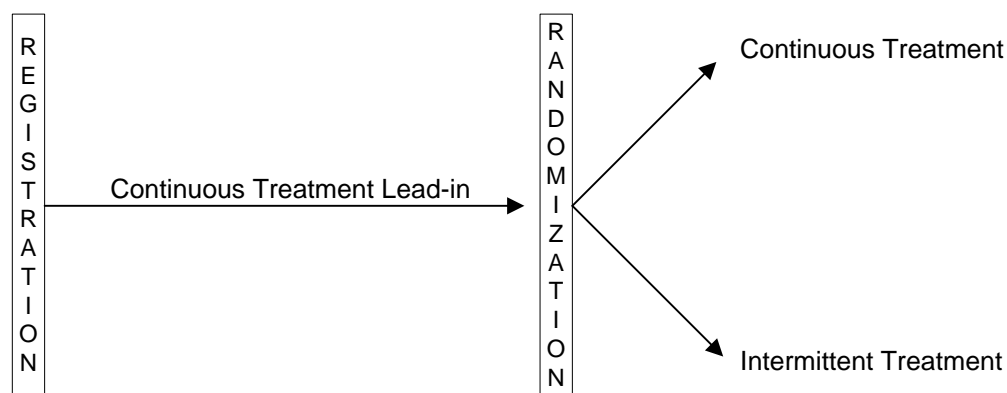 REGISTRATION
Continuous Treatment Lead-in
RANDOMIZATION
Continuous Treatment
Intermittent Treatment